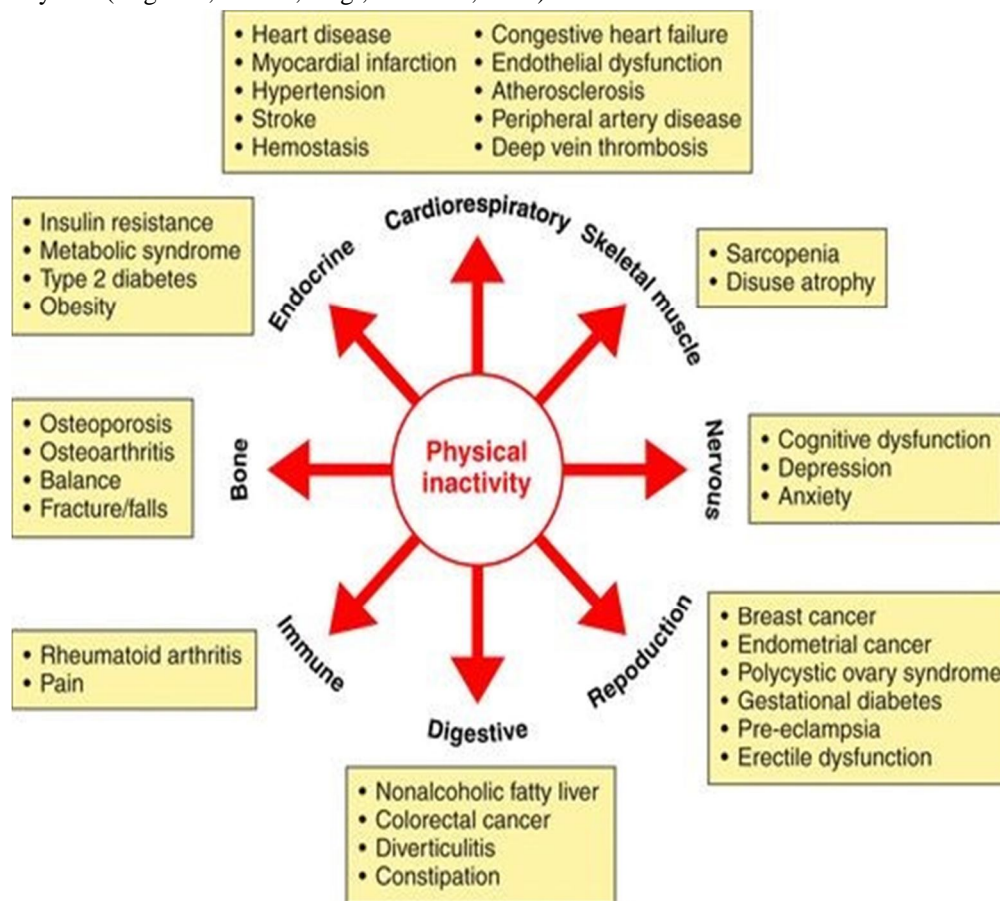 • Heart disease
• Myocardial infarction
• Hypertension
• Stroke
• Hemostasis
• Congestive heart failure
• Endothelial dysfunction
• Atherosclerosis
• Peripheral artery disease
• Deep vein thrombosis
Cardiorespiratory
Skeletal muscle
• Sarcopenia
• Disuse atrophy
Endocrine
• Insulin resistance
• Metabolic syndrome
• Type 2 diabetes
• Obesity
Physical
inactivity
Nervous
• Cognitive dysfunction
• Depression
• Anxiety
Bone
• Osteoporosis
• Osteoarthritis
• Balance
• Fracture/falls
Repoduction
• Breast cancer
• Endometrial cancer
• Polycystic ovary syndrome
• Gestational diabetes
• Pre-eclampsia
• Erectile dysfunction
Immune
• Rheumatoid arthritis
• Pain
Digestive
• Nonalcoholic fatty liver
• Colorectal cancer
• Diverticulitis
• Constipation